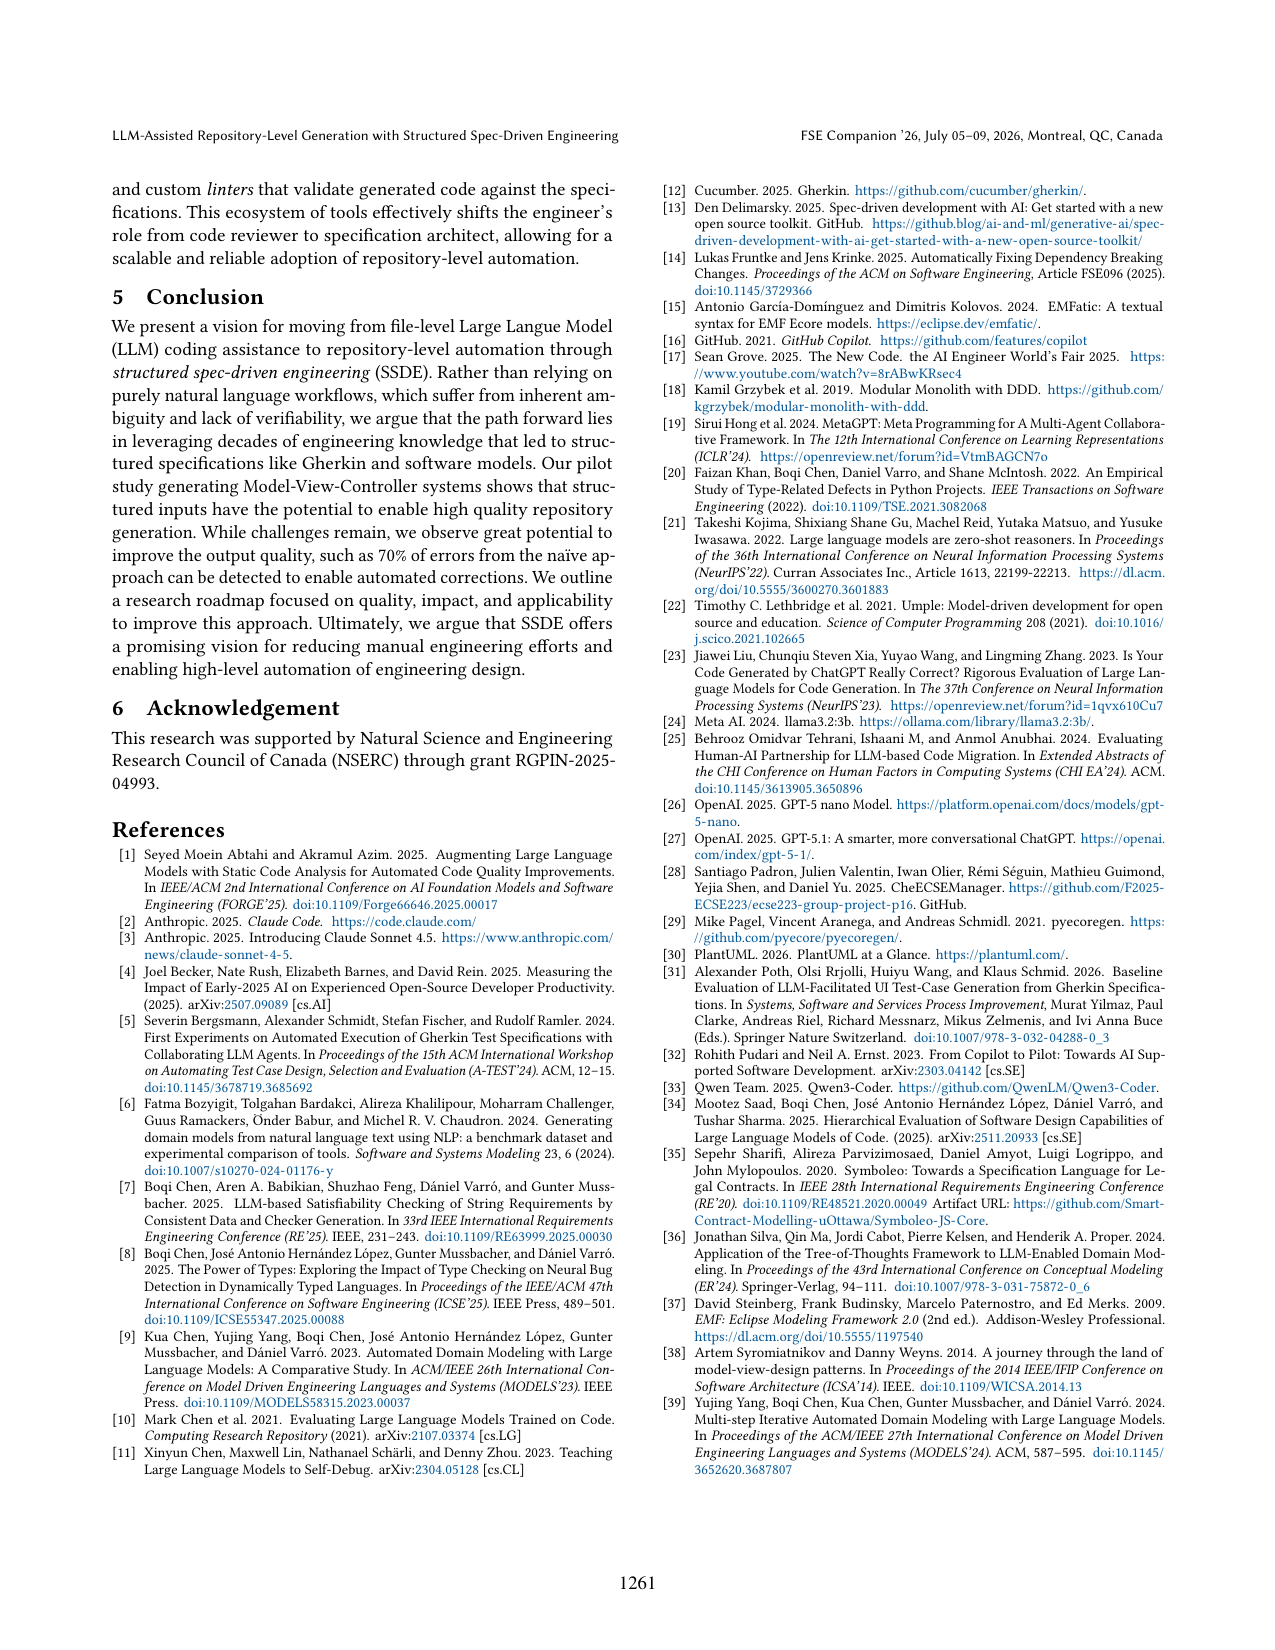 LLM-Assisted Repository-Level Generation with Structured Spec-Driven Engineering
FSE Companion ’26, July 05–09, 2026, Montreal, QC, Canada
and custom linters that validate generated code against the speci-
fications. This ecosystem of tools effectively shifts the engineer’s
role from code reviewer to specification architect, allowing for a
scalable and reliable adoption of repository-level automation.
5 Conclusion
We present a vision for moving from file-level Large Langue Model
(LLM) coding assistance to repository-level automation through
structured spec-driven engineering (SSDE). Rather than relying on
purely natural language workflows, which suffer from inherent am-
biguity and lack of verifiability, we argue that the path forward lies
in leveraging decades of engineering knowledge that led to struc-
tured specifications like Gherkin and software models. Our pilot
study generating Model-View-Controller systems shows that struc-
tured inputs have the potential to enable high quality repository
generation. While challenges remain, we observe great potential to
improve the output quality, such as 70% of errors from the naïve ap-
proach can be detected to enable automated corrections. We outline
a research roadmap focused on quality, impact, and applicability
to improve this approach. Ultimately, we argue that SSDE offers
a promising vision for reducing manual engineering efforts and
enabling high-level automation of engineering design.
6 Acknowledgement
This research was supported by Natural Science and Engineering
Research Council of Canada (NSERC) through grant RGPIN-2025-
04993.
References
[1] Seyed Moein Abtahi and Akramul Azim. 2025. Augmenting Large Language
Models with Static Code Analysis for Automated Code Quality Improvements.
In IEEE/ACM 2nd International Conference on AI Foundation Models and Software
Engineering (FORGE’25). doi:10.1109/Forge66646.2025.00017
[2] Anthropic. 2025. Claude Code. https://code.claude.com/
[3] Anthropic. 2025. Introducing Claude Sonnet 4.5. https://www.anthropic.com/
news/claude-sonnet-4-5.
[4] Joel Becker, Nate Rush, Elizabeth Barnes, and David Rein. 2025. Measuring the
Impact of Early-2025 AI on Experienced Open-Source Developer Productivity.
(2025). arXiv:2507.09089 [cs.AI]
[5] Severin Bergsmann, Alexander Schmidt, Stefan Fischer, and Rudolf Ramler. 2024.
First Experiments on Automated Execution of Gherkin Test Specifications with
Collaborating LLM Agents. In Proceedings of the 15th ACM International Workshop
on Automating Test Case Design, Selection and Evaluation (A-TEST’24). ACM, 12–15.
doi:10.1145/3678719.3685692
[6] Fatma Bozyigit, Tolgahan Bardakci, Alireza Khalilipour, Moharram Challenger,
Guus Ramackers, Önder Babur, and Michel R. V. Chaudron. 2024. Generating
domain models from natural language text using NLP: a benchmark dataset and
experimental comparison of tools. Software and Systems Modeling 23, 6 (2024).
doi:10.1007/s10270-024-01176-y
[7] Boqi Chen, Aren A. Babikian, Shuzhao Feng, Dániel Varró, and Gunter Muss-
bacher. 2025. LLM-based Satisfiability Checking of String Requirements by
Consistent Data and Checker Generation. In 33rd IEEE International Requirements
Engineering Conference (RE’25). IEEE, 231–243. doi:10.1109/RE63999.2025.00030
[8] Boqi Chen, José Antonio Hernández López, Gunter Mussbacher, and Dániel Varró.
2025. The Power of Types: Exploring the Impact of Type Checking on Neural Bug
Detection in Dynamically Typed Languages. In Proceedings of the IEEE/ACM 47th
International Conference on Software Engineering (ICSE’25). IEEE Press, 489–501.
doi:10.1109/ICSE55347.2025.00088
[9] Kua Chen, Yujing Yang, Boqi Chen, José Antonio Hernández López, Gunter
Mussbacher, and Dániel Varró. 2023. Automated Domain Modeling with Large
Language Models: A Comparative Study. In ACM/IEEE 26th International Con-
ference on Model Driven Engineering Languages and Systems (MODELS’23). IEEE
Press. doi:10.1109/MODELS58315.2023.00037
[10] Mark Chen et al. 2021. Evaluating Large Language Models Trained on Code.
Computing Research Repository (2021). arXiv:2107.03374 [cs.LG]
[11] Xinyun Chen, Maxwell Lin, Nathanael Schärli, and Denny Zhou. 2023. Teaching
Large Language Models to Self-Debug. arXiv:2304.05128 [cs.CL]
[12] Cucumber. 2025. Gherkin. https://github.com/cucumber/gherkin/.
[13] Den Delimarsky. 2025. Spec-driven development with AI: Get started with a new
open source toolkit. GitHub. https://github.blog/ai-and-ml/generative-ai/spec-
driven-development-with-ai-get-started-with-a-new-open-source-toolkit/
[14] Lukas Fruntke and Jens Krinke. 2025. Automatically Fixing Dependency Breaking
Changes. Proceedings of the ACM on Software Engineering, Article FSE096 (2025).
doi:10.1145/3729366
[15] Antonio García-Domínguez and Dimitris Kolovos. 2024. EMFatic: A textual
syntax for EMF Ecore models. https://eclipse.dev/emfatic/.
[16] GitHub. 2021. GitHub Copilot. https://github.com/features/copilot
[17] Sean Grove. 2025. The New Code. the AI Engineer World’s Fair 2025. https:
//www.youtube.com/watch?v=8rABwKRsec4
[18] Kamil Grzybek et al. 2019. Modular Monolith with DDD. https://github.com/
kgrzybek/modular-monolith-with-ddd.
[19] Sirui Hong et al. 2024. MetaGPT: Meta Programming for A Multi-Agent Collabora-
tive Framework. In The 12th International Conference on Learning Representations
(ICLR’24). https://openreview.net/forum?id=VtmBAGCN7o
[20] Faizan Khan, Boqi Chen, Daniel Varro, and Shane McIntosh. 2022. An Empirical
Study of Type-Related Defects in Python Projects. IEEE Transactions on Software
Engineering (2022). doi:10.1109/TSE.2021.3082068
[21] Takeshi Kojima, Shixiang Shane Gu, Machel Reid, Yutaka Matsuo, and Yusuke
Iwasawa. 2022. Large language models are zero-shot reasoners. In Proceedings
of the 36th International Conference on Neural Information Processing Systems
(NeurIPS’22). Curran Associates Inc., Article 1613, 22199-22213. https://dl.acm.
org/doi/10.5555/3600270.3601883
[22] Timothy C. Lethbridge et al. 2021. Umple: Model-driven development for open
source and education. Science of Computer Programming 208 (2021). doi:10.1016/
j.scico.2021.102665
[23] Jiawei Liu, Chunqiu Steven Xia, Yuyao Wang, and Lingming Zhang. 2023. Is Your
Code Generated by ChatGPT Really Correct? Rigorous Evaluation of Large Lan-
guage Models for Code Generation. In The 37th Conference on Neural Information
Processing Systems (NeurIPS’23). https://openreview.net/forum?id=1qvx610Cu7
[24] Meta AI. 2024. llama3.2:3b. https://ollama.com/library/llama3.2:3b/.
[25] Behrooz Omidvar Tehrani, Ishaani M, and Anmol Anubhai. 2024. Evaluating
Human-AI Partnership for LLM-based Code Migration. In Extended Abstracts of
the CHI Conference on Human Factors in Computing Systems (CHI EA’24). ACM.
doi:10.1145/3613905.3650896
[26] OpenAI. 2025. GPT-5 nano Model. https://platform.openai.com/docs/models/gpt-
5-nano.
[27] OpenAI. 2025. GPT-5.1: A smarter, more conversational ChatGPT. https://openai.
com/index/gpt-5-1/.
[28] Santiago Padron, Julien Valentin, Iwan Olier, Rémi Séguin, Mathieu Guimond,
Yejia Shen, and Daniel Yu. 2025. CheECSEManager. https://github.com/F2025-
ECSE223/ecse223-group-project-p16. GitHub.
[29] Mike Pagel, Vincent Aranega, and Andreas Schmidl. 2021. pyecoregen. https:
//github.com/pyecore/pyecoregen/.
[30] PlantUML. 2026. PlantUML at a Glance. https://plantuml.com/.
[31] Alexander Poth, Olsi Rrjolli, Huiyu Wang, and Klaus Schmid. 2026. Baseline
Evaluation of LLM-Facilitated UI Test-Case Generation from Gherkin Specifica-
tions. In Systems, Software and Services Process Improvement, Murat Yilmaz, Paul
Clarke, Andreas Riel, Richard Messnarz, Mikus Zelmenis, and Ivi Anna Buce
(Eds.). Springer Nature Switzerland. doi:10.1007/978-3-032-04288-0_3
[32] Rohith Pudari and Neil A. Ernst. 2023. From Copilot to Pilot: Towards AI Sup-
ported Software Development. arXiv:2303.04142 [cs.SE]
[33] Qwen Team. 2025. Qwen3-Coder. https://github.com/QwenLM/Qwen3-Coder.
[34] Mootez Saad, Boqi Chen, José Antonio Hernández López, Dániel Varró, and
Tushar Sharma. 2025. Hierarchical Evaluation of Software Design Capabilities of
Large Language Models of Code. (2025). arXiv:2511.20933 [cs.SE]
[35] Sepehr Sharifi, Alireza Parvizimosaed, Daniel Amyot, Luigi Logrippo, and
John Mylopoulos. 2020. Symboleo: Towards a Specification Language for Le-
gal Contracts. In IEEE 28th International Requirements Engineering Conference
(RE’20). doi:10.1109/RE48521.2020.00049 Artifact URL: https://github.com/Smart-
Contract-Modelling-uOttawa/Symboleo-JS-Core.
[36] Jonathan Silva, Qin Ma, Jordi Cabot, Pierre Kelsen, and Henderik A. Proper. 2024.
Application of the Tree-of-Thoughts Framework to LLM-Enabled Domain Mod-
eling. In Proceedings of the 43rd International Conference on Conceptual Modeling
(ER’24). Springer-Verlag, 94–111. doi:10.1007/978-3-031-75872-0_6
[37] David Steinberg, Frank Budinsky, Marcelo Paternostro, and Ed Merks. 2009.
EMF: Eclipse Modeling Framework 2.0 (2nd ed.). Addison-Wesley Professional.
https://dl.acm.org/doi/10.5555/1197540
[38] Artem Syromiatnikov and Danny Weyns. 2014. A journey through the land of
model-view-design patterns. In Proceedings of the 2014 IEEE/IFIP Conference on
Software Architecture (ICSA’14). IEEE. doi:10.1109/WICSA.2014.13
[39] Yujing Yang, Boqi Chen, Kua Chen, Gunter Mussbacher, and Dániel Varró. 2024.
Multi-step Iterative Automated Domain Modeling with Large Language Models.
In Proceedings of the ACM/IEEE 27th International Conference on Model Driven
Engineering Languages and Systems (MODELS’24). ACM, 587–595. doi:10.1145/
3652620.3687807
1261